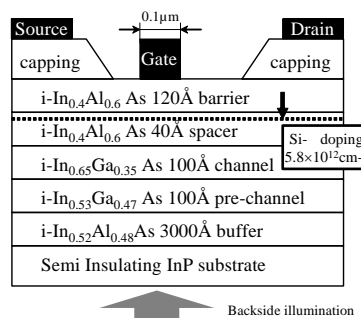 0.1µm
Source
Drain
capping
Gate
capping
i-In0.4Al0.6 As 120Å barrier
i-In0.4Al0.6 As 40Å spacer
Si- doping
5.8×10¹²cm-
i-In0.65Ga0.35 As 100Å channel
i-In0.53Ga0.47 As 100Å pre-channel
i-In0.52Al0.48As 3000Å buffer
Semi Insulating InP substrate
Backside illumination